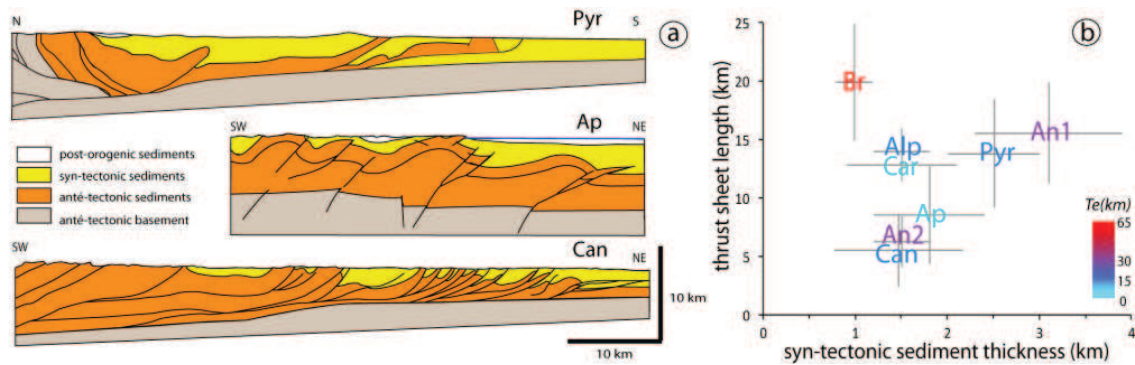 N
Pyr
S
a
SW
Ap
NE
post-orogenic sediments
syn-tectonic sediments
anté-tectonic sediments
anté-tectonic basement
SW
Can
NE
10 km
10 km
b
thrust sheet length (km)
25
20
15
10
5
0
Br
An1
Alp
Pyr
Car
Ap
An2
Can
Te(km)
65
30
15
0
0
1
2
3
4
syn-tectonic sediment thickness (km)